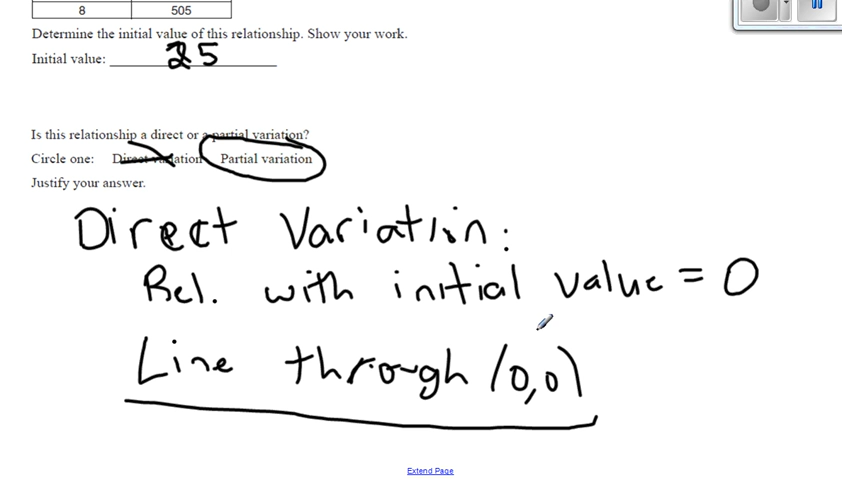 8 505
Determine the initial value of this relationship. Show your work.
Initial value: 25
Is this relationship a direct or a partial variation?
Circle one: Direct variation Partial variation
Justify your answer.
Direct Variation:
Rel. with initial value = 0
Line through (0,0)
Extend Page